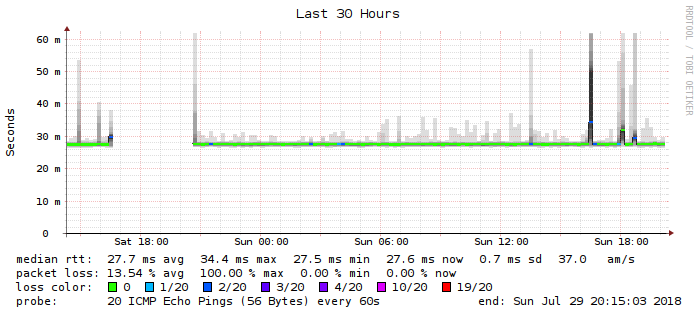 Last 30 Hours
RRDTOOL / TOBI OETIKER
Seconds
60 m
50 m
40 m
30 m
20 m
10 m
0
Sat 18:00 Sun 00:00 Sun 06:00 Sun 12:00 Sun 18:00
median rtt: 27.7 ms avg 34.4 ms max 27.5 ms min 27.6 ms now 0.7 ms sd 37.0 am/s
packet loss: 13.54 % avg 100.00 % max 0.00 % min 0.00 % now
loss color: 0 1/20 2/20 3/20 4/20 10/20 19/20
probe: 20 ICMP Echo Pings (56 Bytes) every 60s end: Sun Jul 29 20:15:03 2018